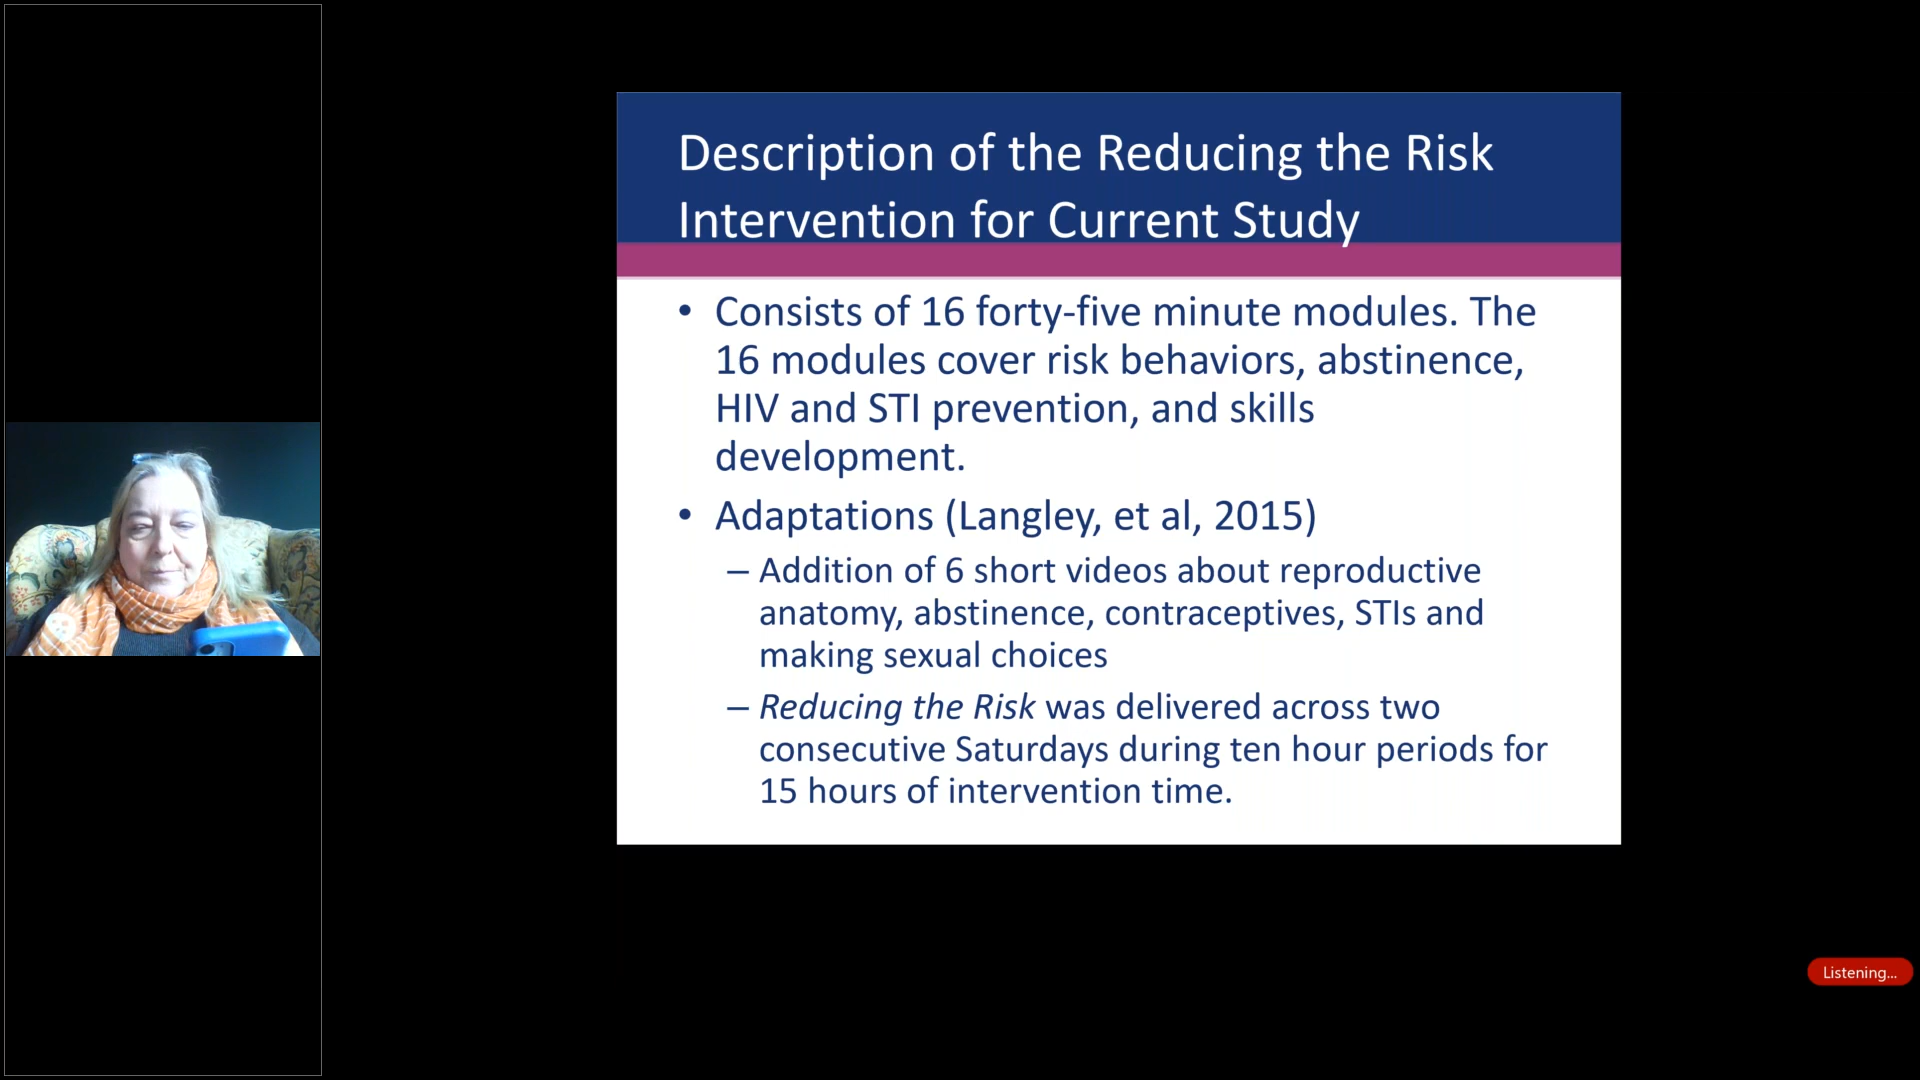 Description of the Reducing the Risk
Intervention for Current Study
• Consists of 16 forty-five minute modules. The
16 modules cover risk behaviors, abstinence,
HIV and STI prevention, and skills
development.
• Adaptations (Langley, et al, 2015)
– Addition of 6 short videos about reproductive
anatomy, abstinence, contraceptives, STIs and
making sexual choices
– Reducing the Risk was delivered across two
consecutive Saturdays during ten hour periods for
15 hours of intervention time.
Listening...